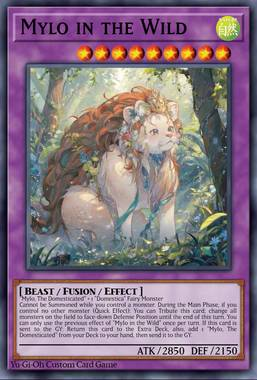 Mylo in the Wild
自然
[ Beast / Fusion / Effect ]
"Mylo, The Domesticated" + 1 "Domestica" Fairy Monster
Cannot be Summoned while you control a monster. During the Main Phase, if you
control no other monster (Quick Effect): You can Tribute this card; change all
monsters on the field to face-down Defense Position until the end of this turn. You
can only use the previous effect of "Mylo in the Wild" once per turn. If this card is
sent to the GY: Return this card to the Extra Deck, also, add 1 "Mylo, The
Domesticated" from your Deck to your hand, then send it to the GY.
ATK/2850 DEF/2150
Yu-Gi-Oh Custom Card Game